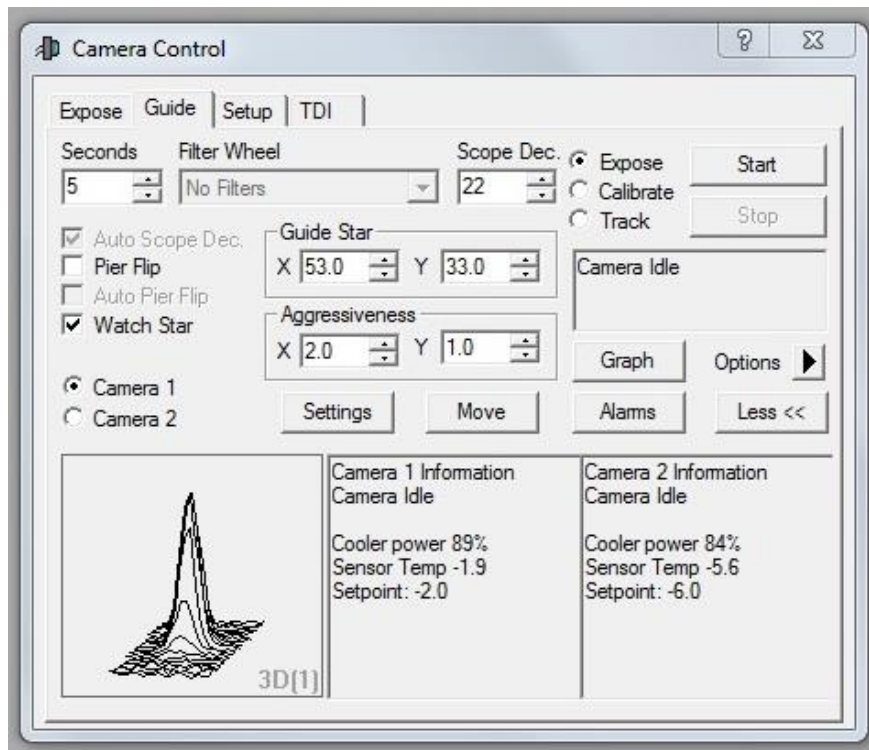 Camera Control
Expose Guide Setup TDI
Seconds Filter Wheel Scope Dec.
5 No Filters 22
Expose
Calibrate
Track
Start
Stop
Auto Scope Dec.
Pier Flip
Auto Pier Flip
Watch Star
Guide Star
X 53.0 Y 33.0
Aggressiveness
X 2.0 Y 1.0
Camera Idle
Camera 1
Camera 2
Settings Move
Graph Options
Alarms Less <<
3D(1)
Camera 1 Information
Camera Idle
Cooler power 89%
Sensor Temp -1.9
Setpoint: -2.0
Camera 2 Information
Camera Idle
Cooler power 84%
Sensor Temp -5.6
Setpoint: -6.0